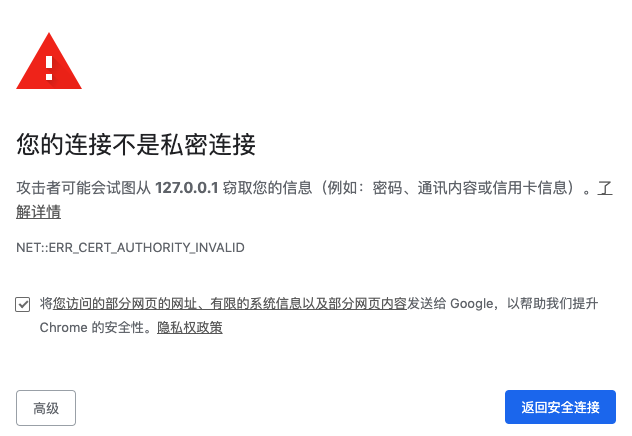 您的连接不是私密连接
攻击者可能会试图从 127.0.0.1 窃取您的信息（例如：密码、通讯内容或信用卡信息）。了
解详情
NET::ERR_CERT_AUTHORITY_INVALID
将您访问的部分网页的网址、有限的系统信息以及部分网页内容发送给 Google，以帮助我们提升
Chrome 的安全性。隐私权政策
高级
返回安全连接